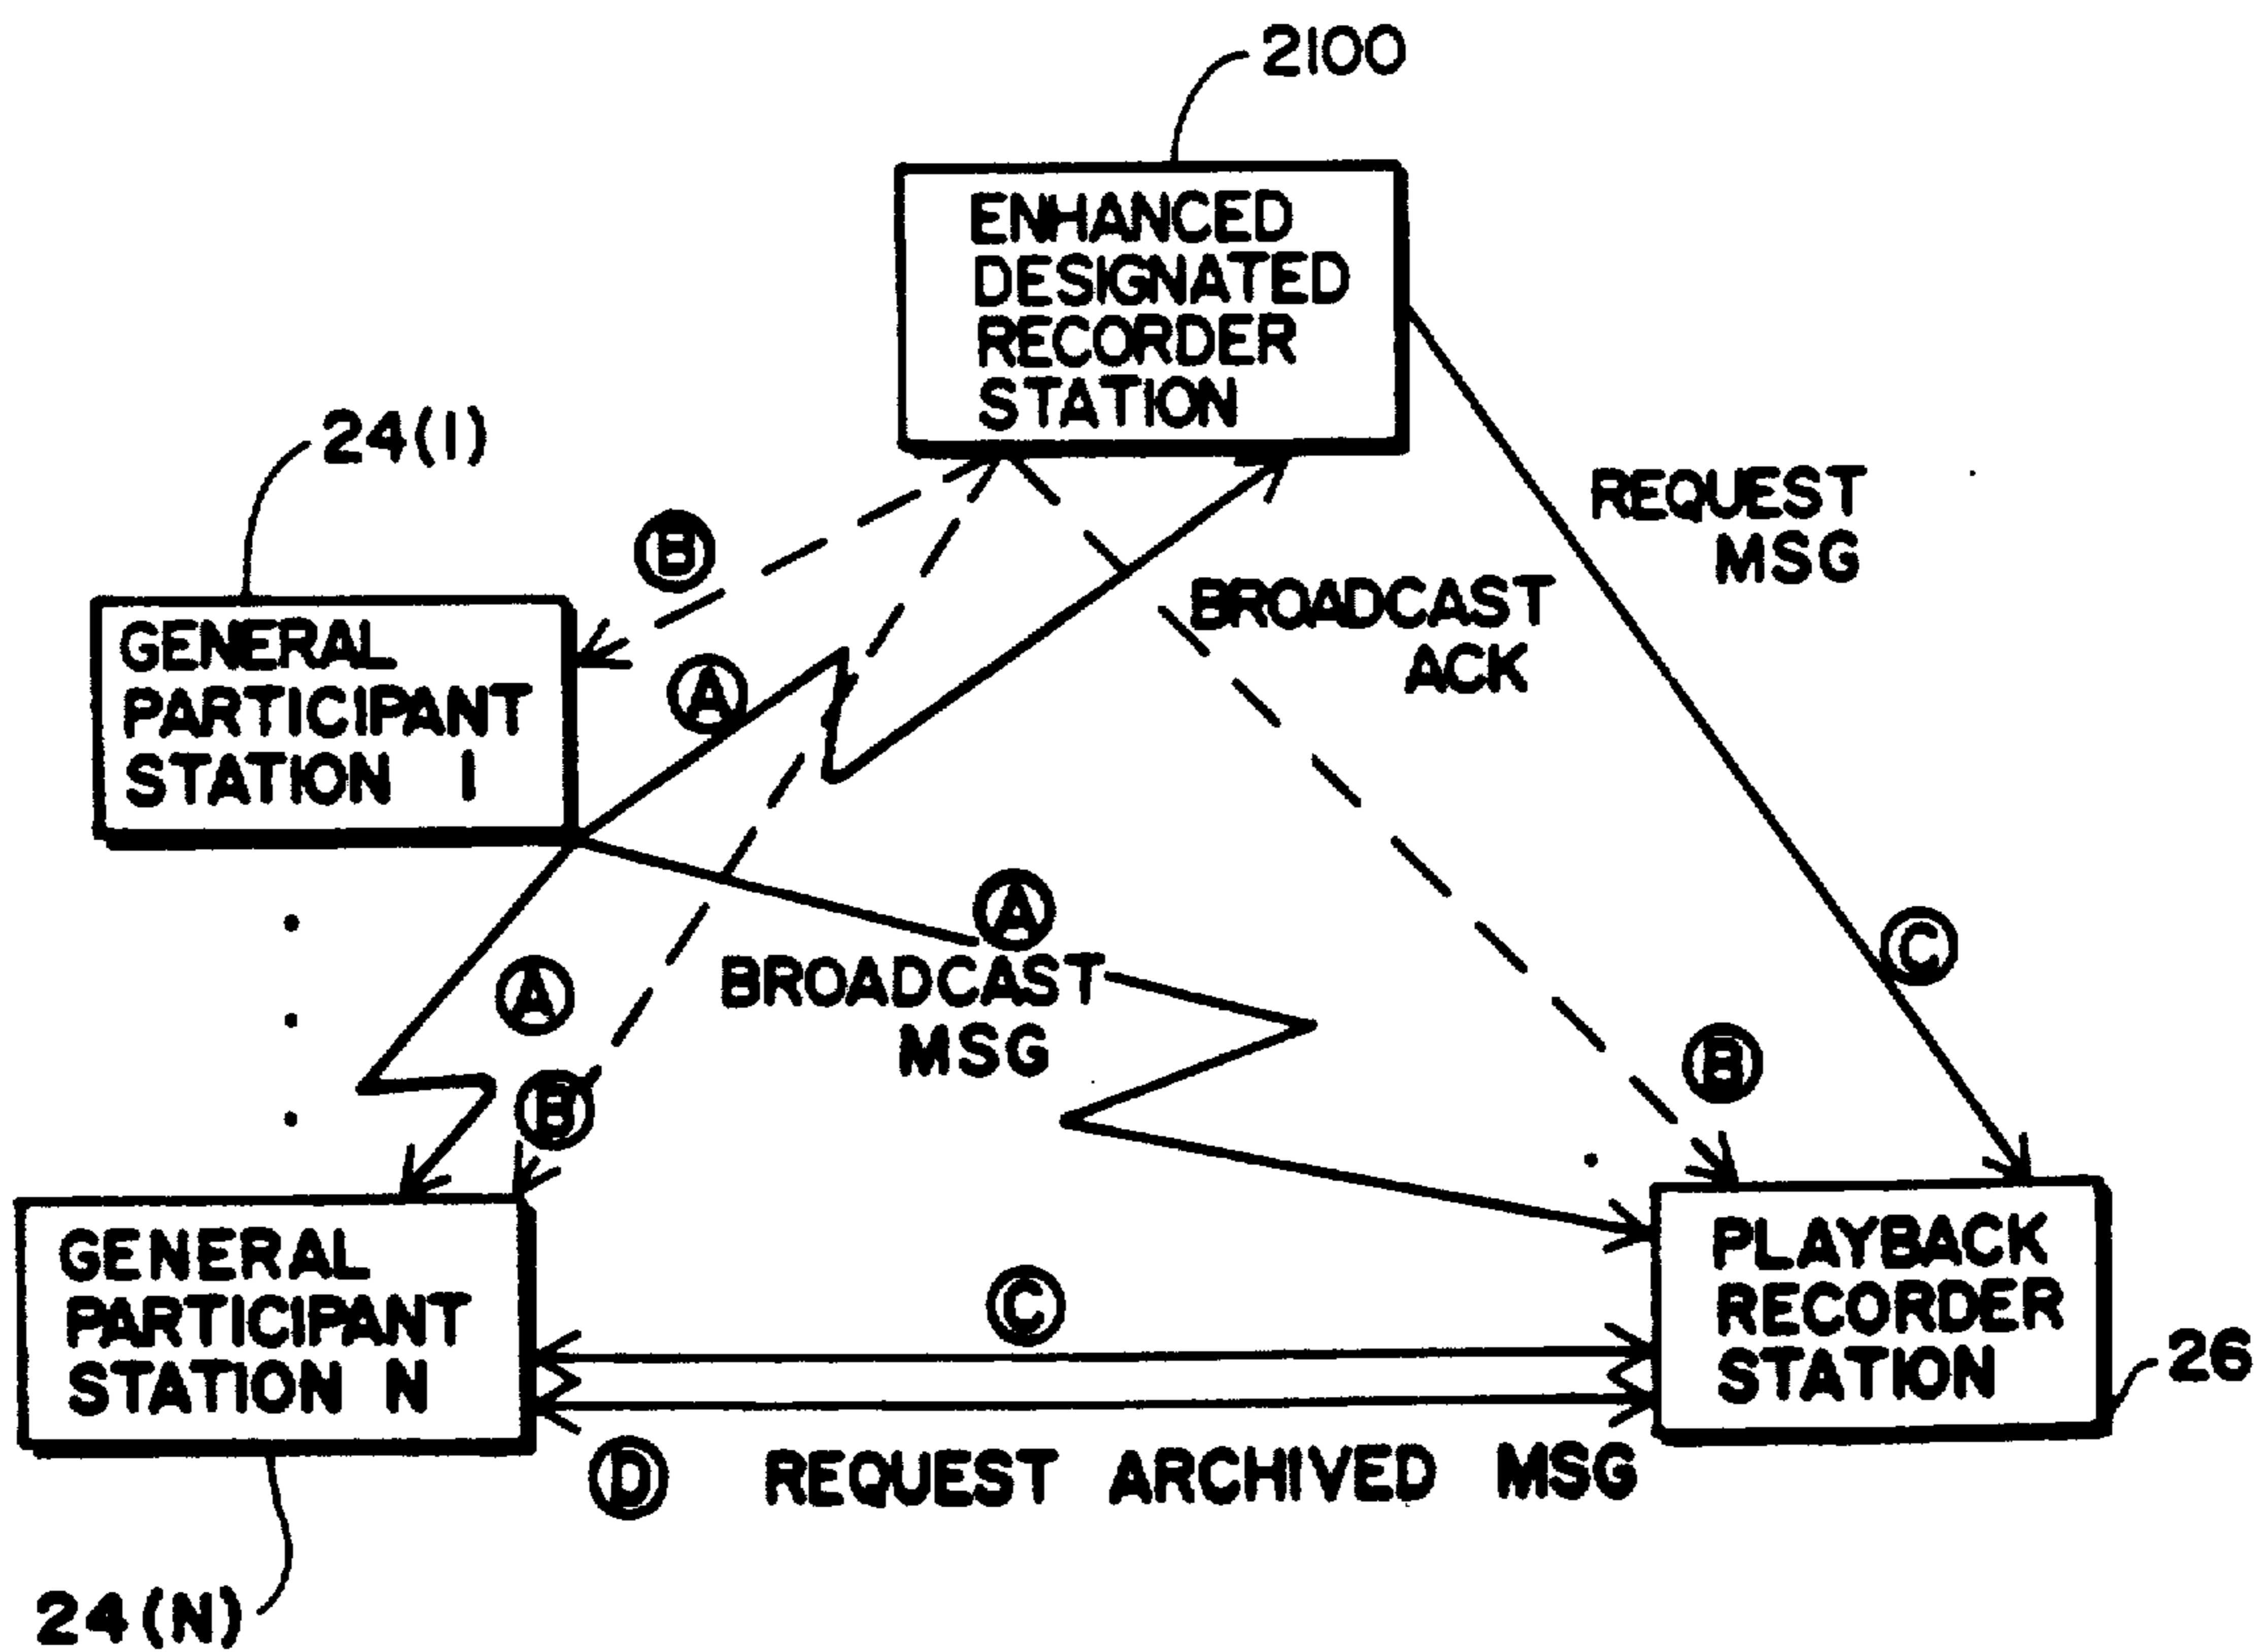 2100
ENHANCED
DESIGNATED
RECORDER
STATION
24(1)
REQUEST
MSG
B
BROADCAST
ACK
GENERAL
PARTICIPANT
STATION 1
A
A
C
BROADCAST
MSG
A
B
B
GENERAL
PARTICIPANT
STATION N
PLAYBACK
RECORDER
STATION
C
26
D REQUEST ARCHIVED MSG
24(N)